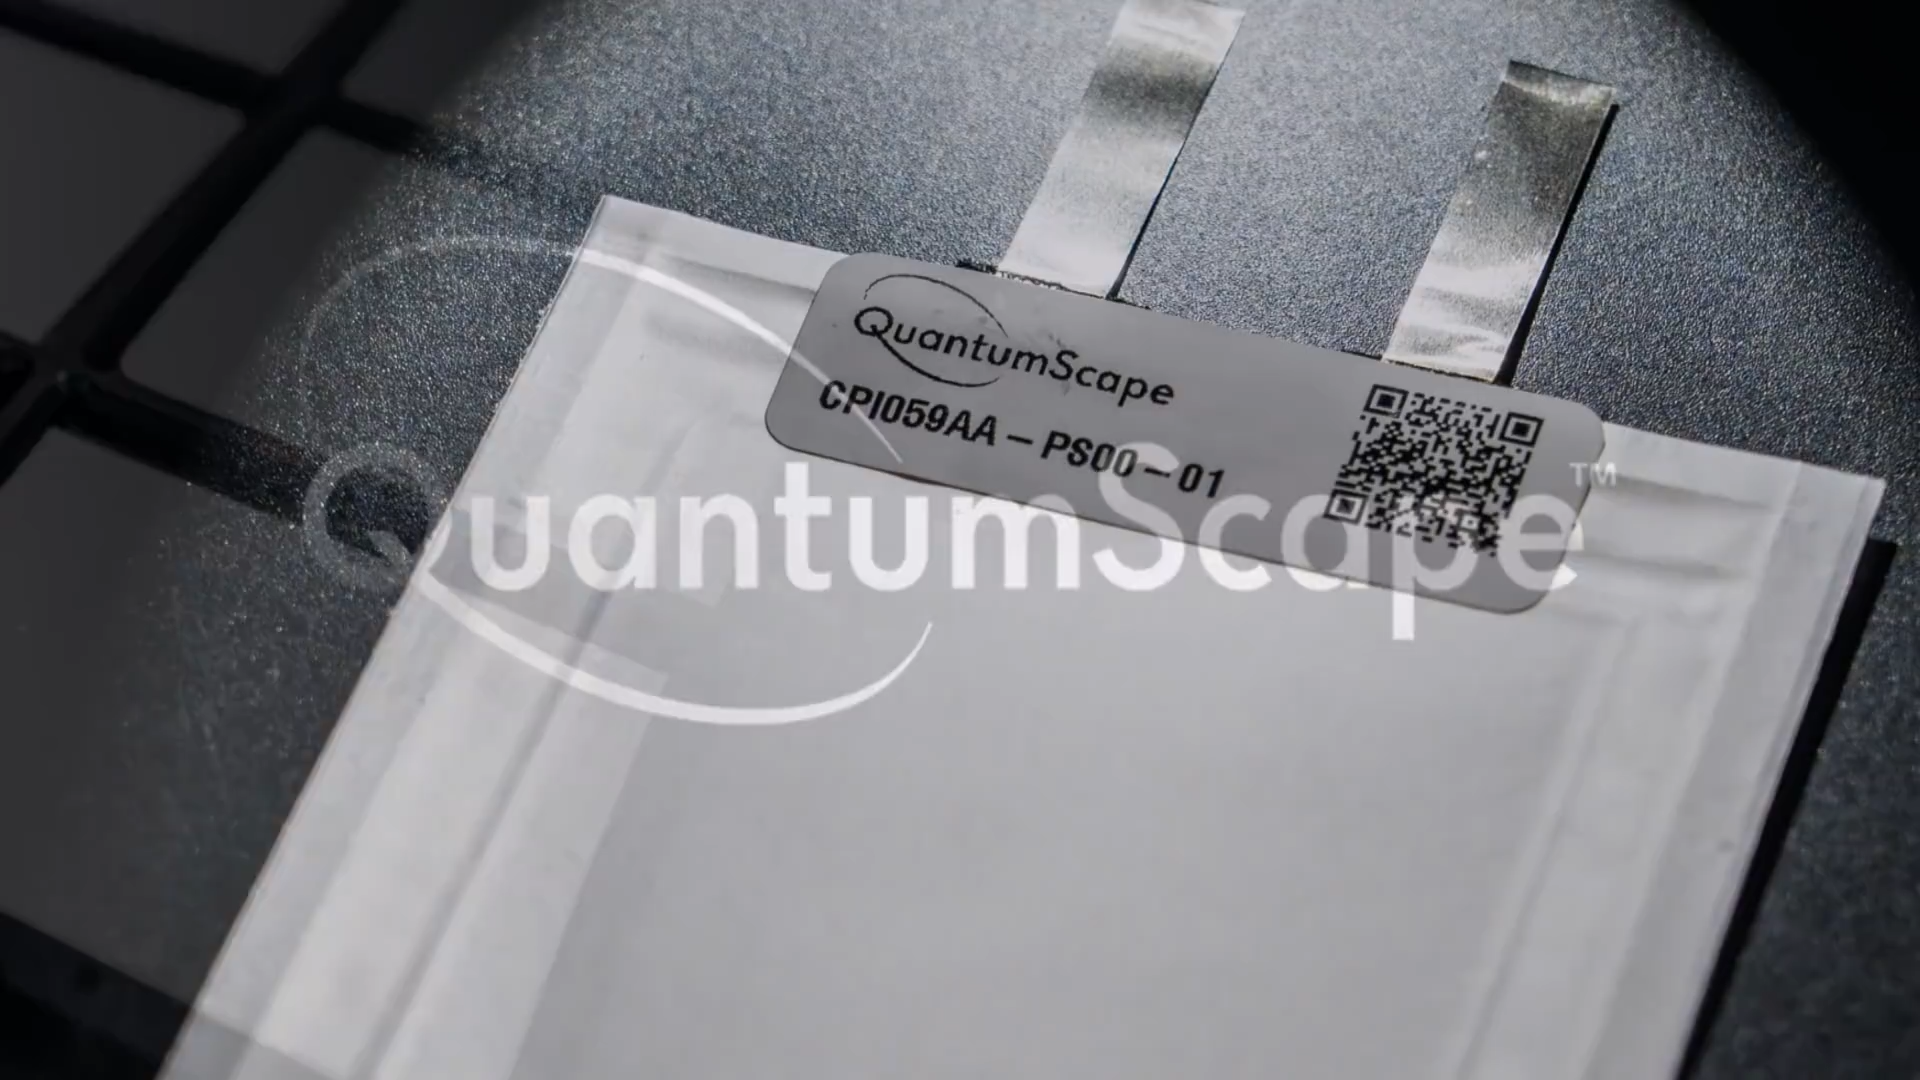 QuantumScape
CPI059AA – PS00 – 01
QuantumScape™